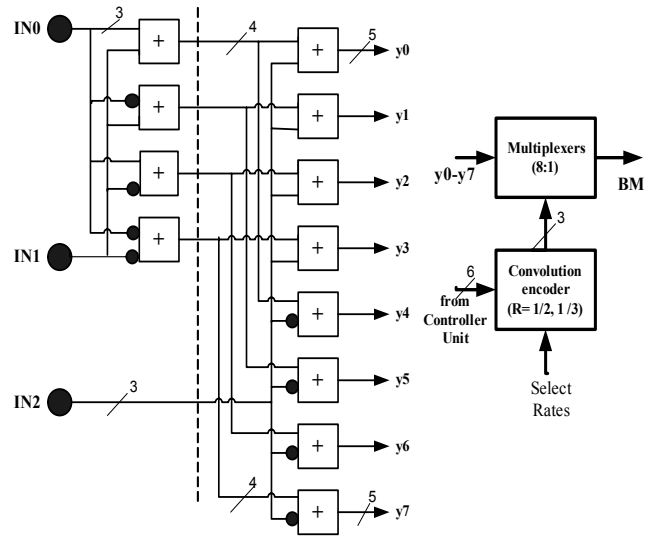 IN0
3
+
4
+
5
y0
+
+
y1
+
+
y2
+
+
y3
IN1
+
y4
+
y5
IN2
3
+
y6
4
+
5
y7
y0-y7
Multiplexers
(8:1)
BM
3
6
from
Controller
Unit
Convolution
encoder
(R= 1/2, 1 /3)
Select
Rates